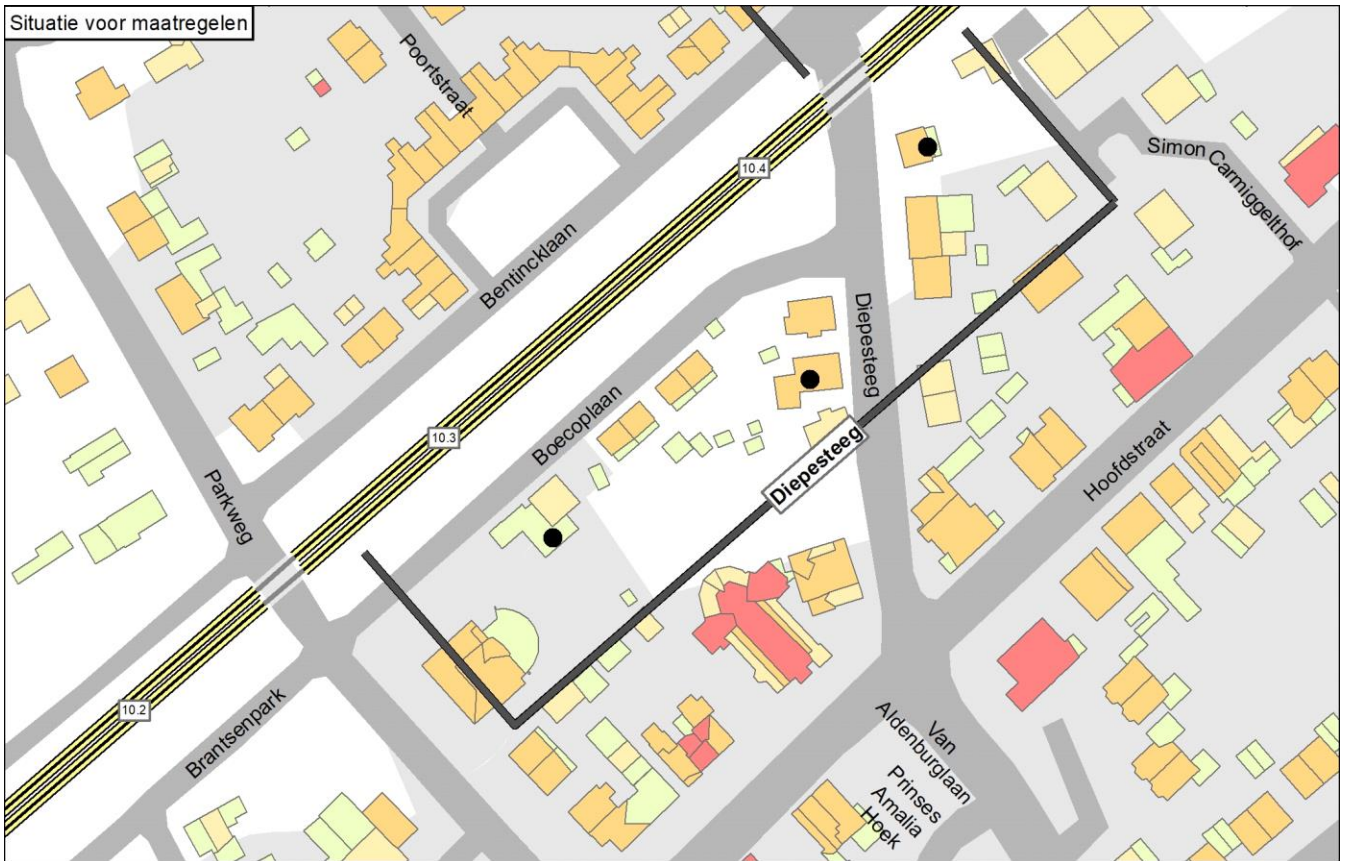 Situatie voor maatregelen
Poortstraat
Simon Carmiggelthof
10.4
Bentincklaan
Diepesteeg
Boecoplaan
10.3
Hoofdstraat
Diepesteeg
Parkweg
10.2
Brantsenpark
Van
Aldenburglaan
Prinses
Amalia
Hoek